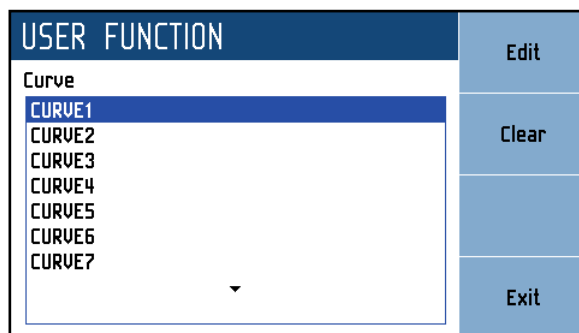 USER FUNCTION
Curve
CURVE1
CURVE2
CURVE3
CURVE4
CURVE5
CURVE6
CURVE7
Edit
Clear
Exit